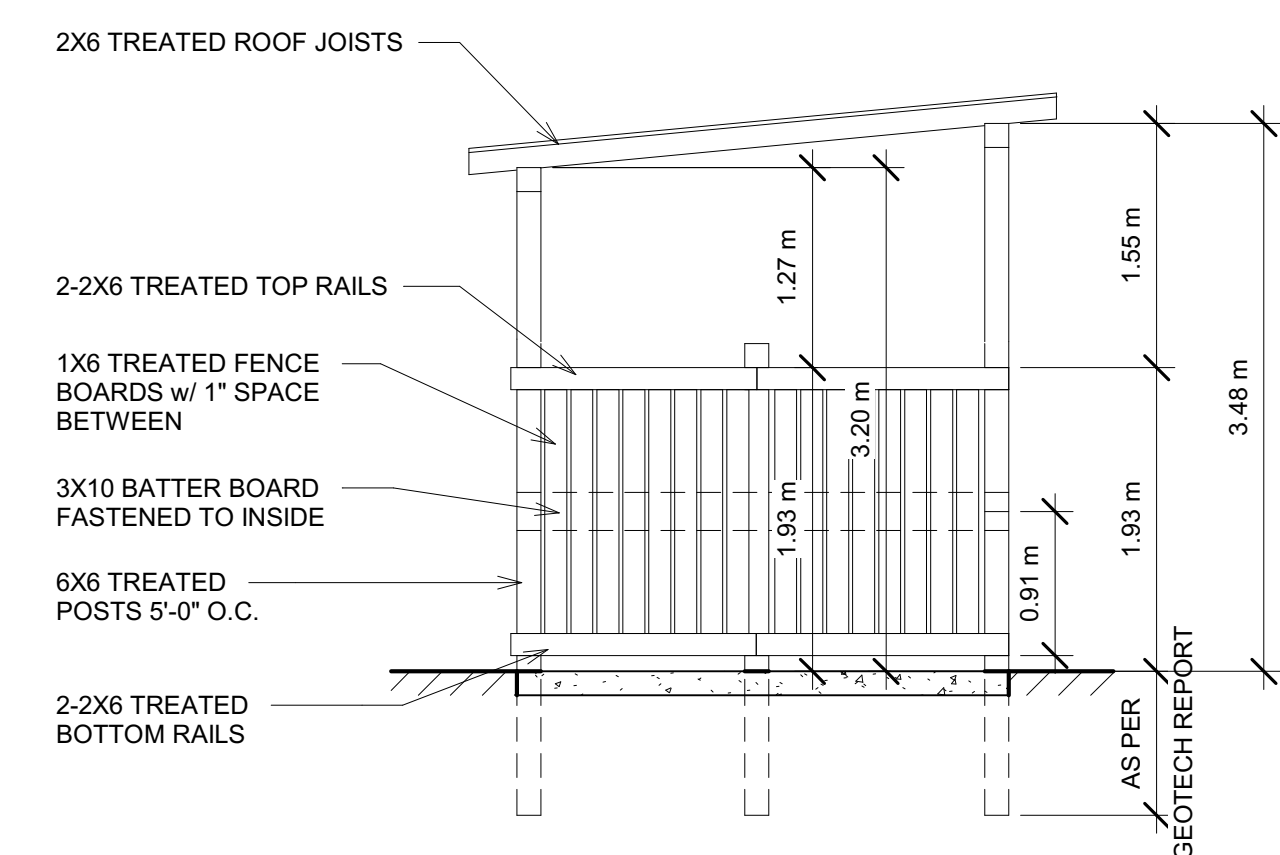 2X6 TREATED ROOF JOISTS
2-2X6 TREATED TOP RAILS
1X6 TREATED FENCE
BOARDS w/ 1" SPACE
BETWEEN
3X10 BATTER BOARD
FASTENED TO INSIDE
6X6 TREATED
POSTS 5'-0" O.C.
2-2X6 TREATED
BOTTOM RAILS
1.27 m
3.20 m
1.93 m
0.91 m
1.55 m
1.93 m
3.48 m
AS PER
GEOTECH REPORT